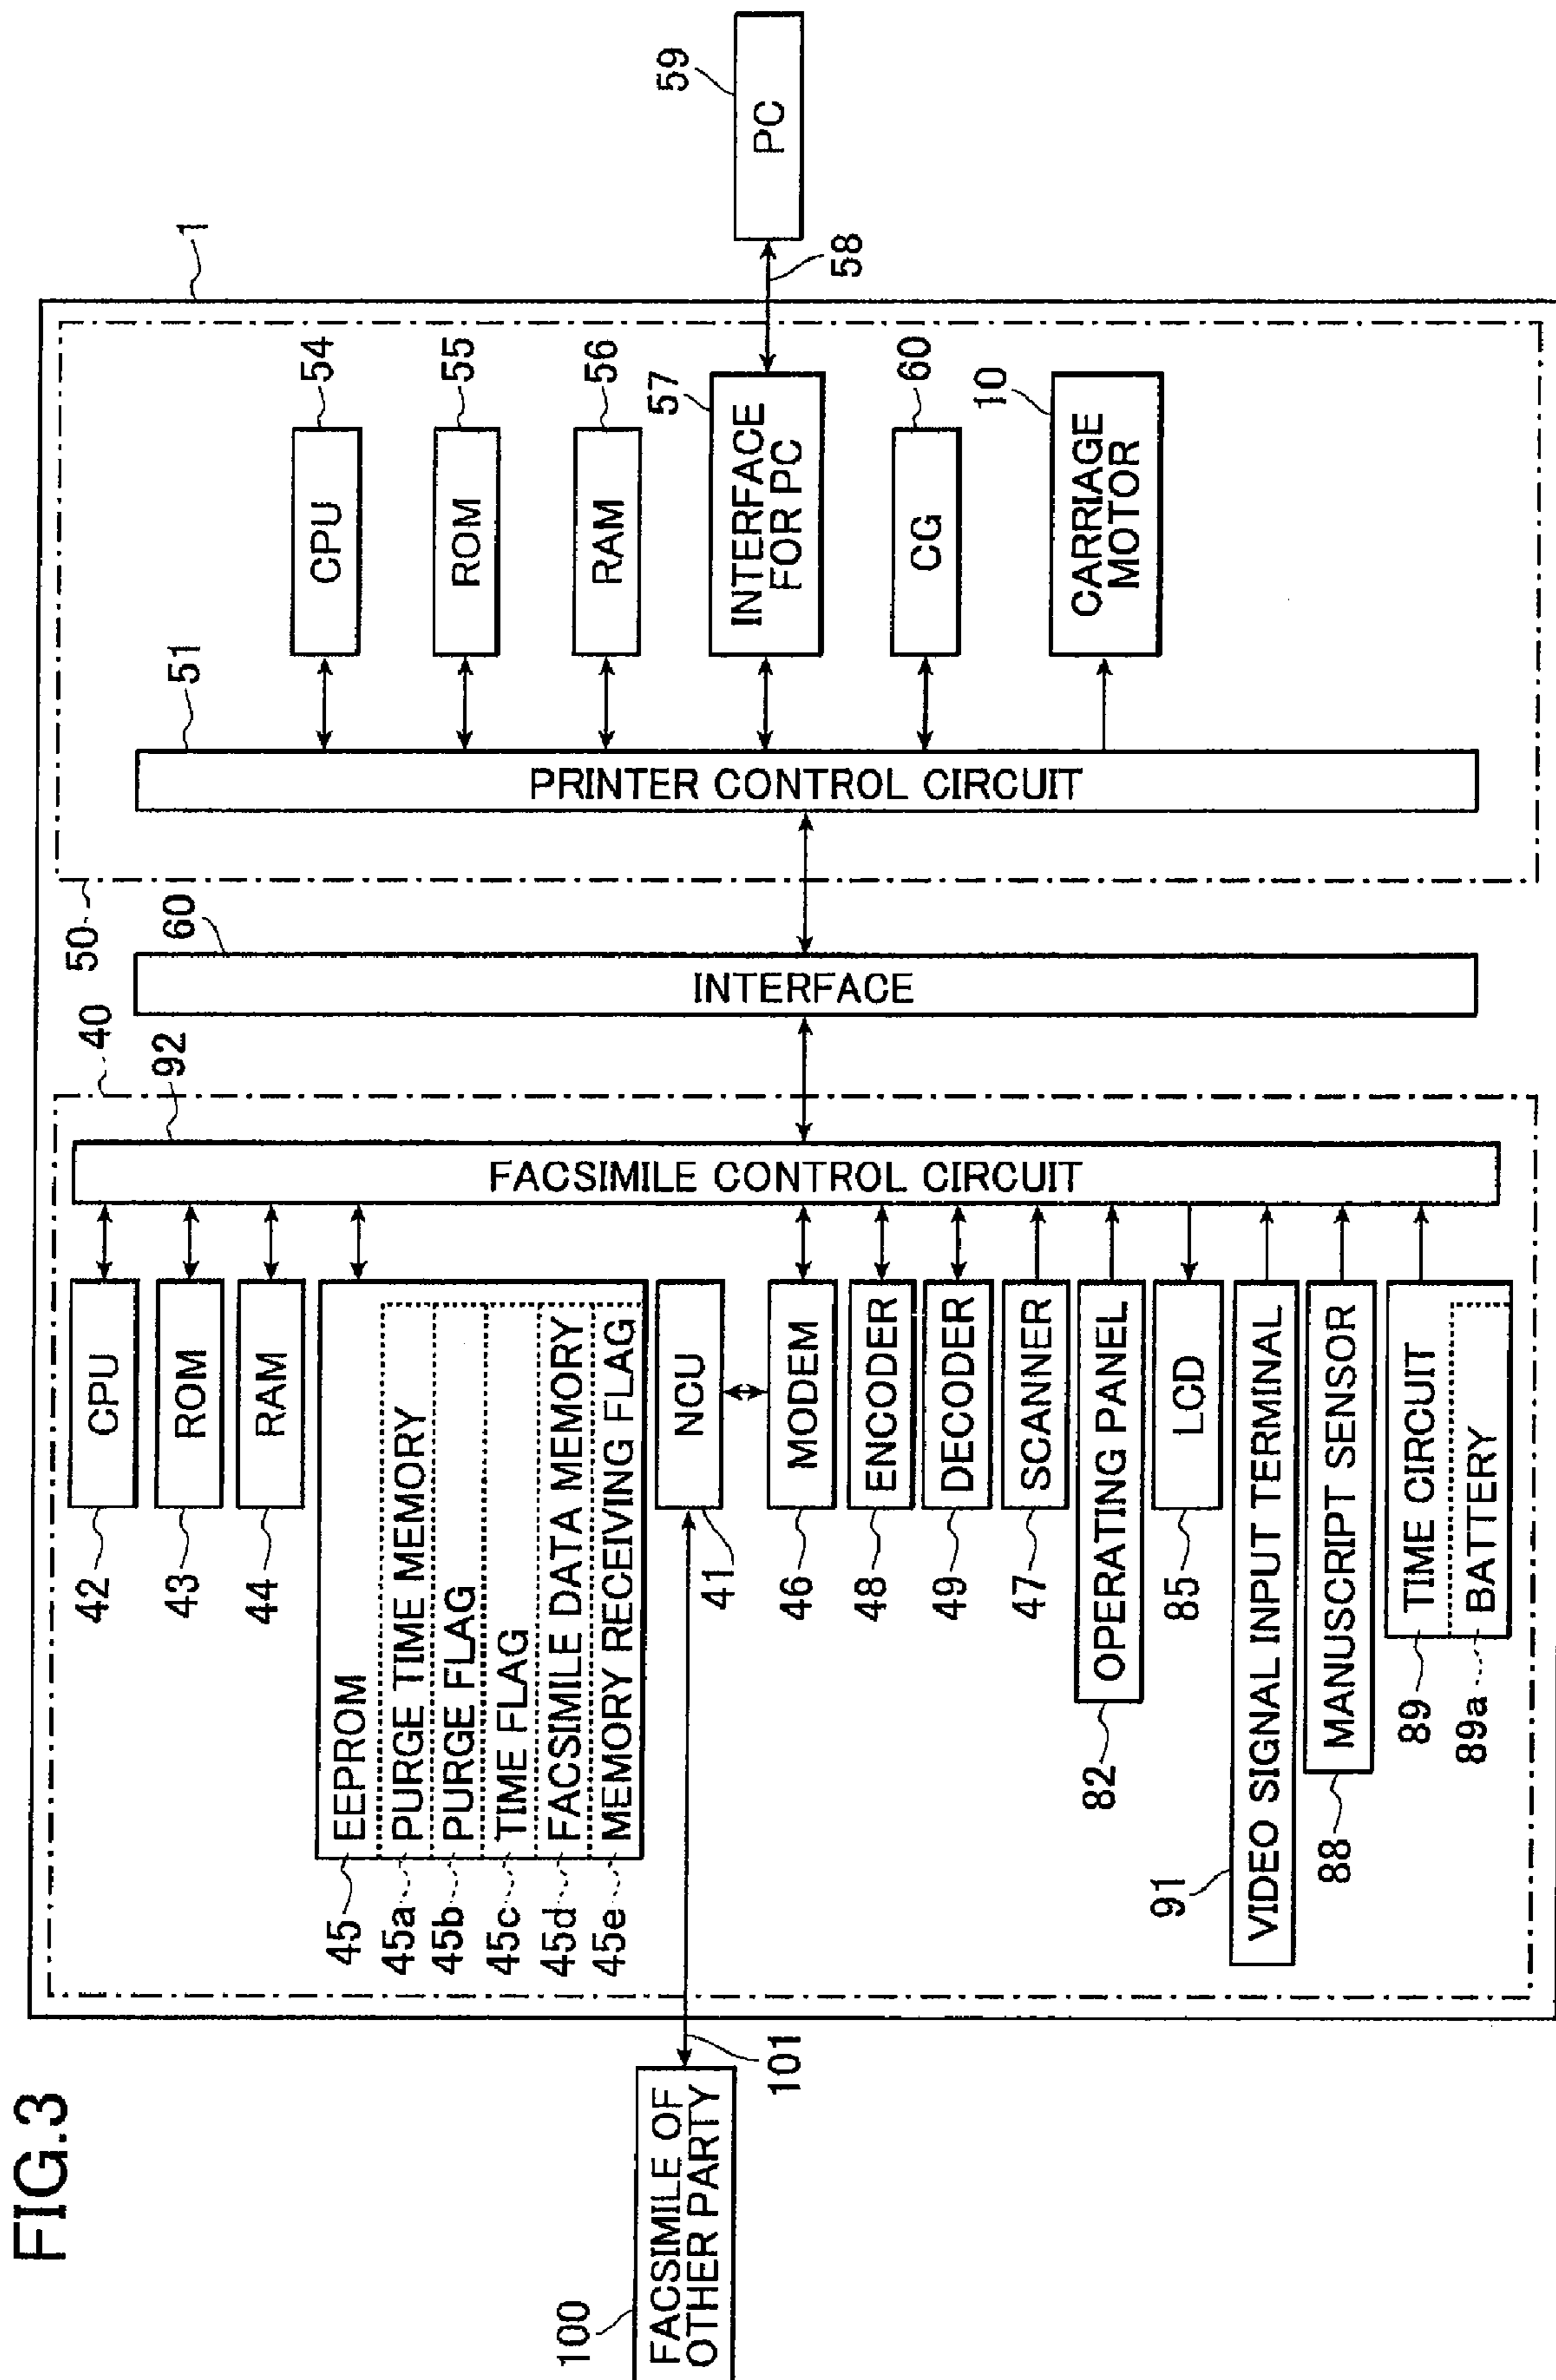 FIG.3
100
FACSIMILE OF
OTHER PARTY
101
1
40
92
FACSIMILE CONTROL CIRCUIT
42
CPU
43
ROM
44
RAM
45
EEPROM
45a
PURGE TIME MEMORY
45b
PURGE FLAG
45c
TIME FLAG
45d
FACSIMILE DATA MEMORY
45e
MEMORY RECEIVING FLAG
41
NCU
46
MODEM
48
ENCODER
49
DECODER
47
SCANNER
82
OPERATING PANEL
85
LCD
91
VIDEO SIGNAL INPUT TERMINAL
88
MANUSCRIPT SENSOR
89
TIME CIRCUIT
89a
BATTERY
60
INTERFACE
50
51
PRINTER CONTROL CIRCUIT
54
CPU
55
ROM
56
RAM
57
INTERFACE
FOR PC
60
CG
10
CARRIAGE
MOTOR
58
59
PC